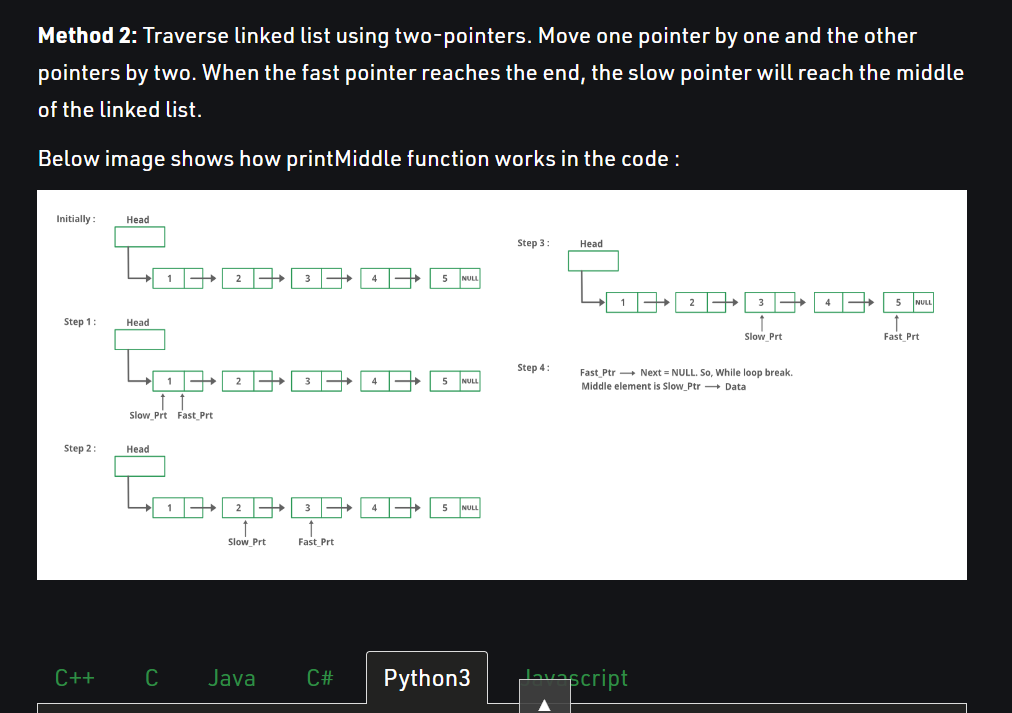 Method 2: Traverse linked list using two-pointers. Move one pointer by one and the other
pointers by two. When the fast pointer reaches the end, the slow pointer will reach the middle
of the linked list.
Below image shows how printMiddle function works in the code :
Initially :
Head
1 2 3 4 5 NULL
Step 1 :
Head
1 2 3 4 5 NULL
Slow_Prt Fast_Prt
Step 2 :
Head
1 2 3 4 5 NULL
Slow_Prt Fast_Prt
Step 3 :
Head
1 2 3 4 5 NULL
Slow_Prt Fast_Prt
Step 4 :
Fast_Ptr → Next = NULL. So, While loop break.
Middle element is Slow_Ptr → Data
C++ C Java C# Python3 Javascript